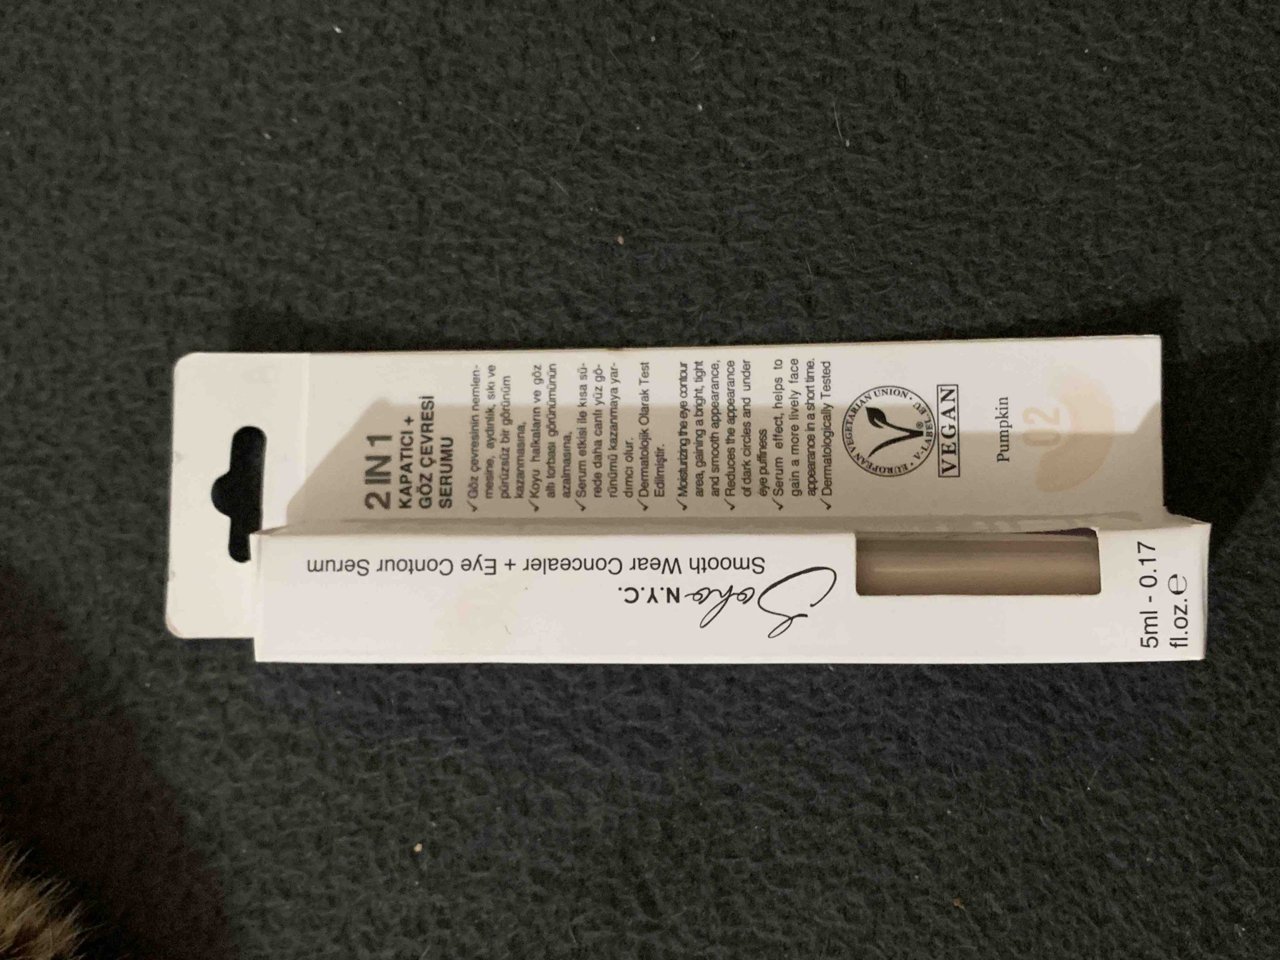 2 IN 1
KAPATICI +
GÖZ ÇEVRESİ
SERUMU
✓Göz çevresinin nemlen-
mesine, aydınlık, sıkı ve
pürüzsüz bir görünüm
kazanmasına,
✓Koyu halkaların ve göz
altı torbası görünümünün
azalmasına,
✓Serum etkisi ile kısa sü-
rede daha canlı yüz gö-
rünümü kazanmaya yar-
dımcı olur.
✓Dermatolojik Olarak Test
Edilmiştir.
✓Moisturizing the eye contour
area, gaining a bright, tight
and smooth appearance,
✓Reduces the appearance
of dark circles and under
eye puffiness
✓Serum effect, helps to
gain a more lively face
appearance in a short time.
✓Dermatologically Tested
EUROPEAN VEGETARIAN UNION • V-LABEL.EU •
VEGAN
Pumpkin
02
Soho N.Y.C.
Smooth Wear Concealer + Eye Contour Serum
5ml - 0.17
fl.oz.℮